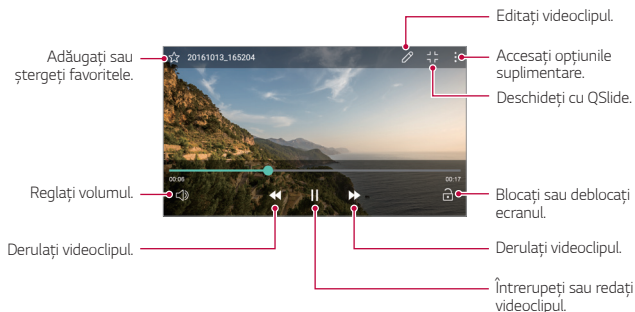 Editați videoclipul.
Adăugați sau
ștergeți favoritele.
20161013_165204
Accesați opțiunile
suplimentare.
Deschideți cu QSlide.
00:06
00:17
Reglați volumul.
Blocați sau deblocați
ecranul.
Derulați videoclipul.
Derulați videoclipul.
Întrerupeți sau redați
videoclipul.